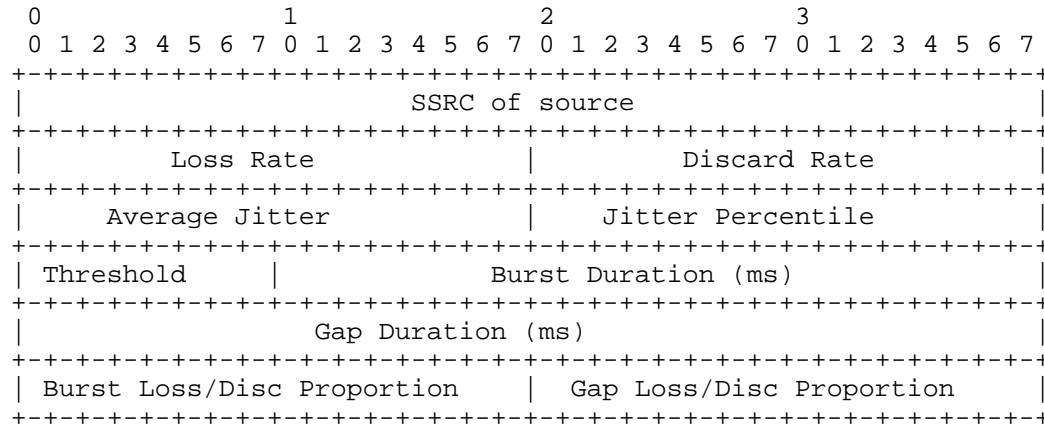 0                   1                   2                   3
 0 1 2 3 4 5 6 7 0 1 2 3 4 5 6 7 0 1 2 3 4 5 6 7 0 1 2 3 4 5 6 7
+-+-+-+-+-+-+-+-+-+-+-+-+-+-+-+-+-+-+-+-+-+-+-+-+-+-+-+-+-+-+-+-+
|                        SSRC of source                         |
+-+-+-+-+-+-+-+-+-+-+-+-+-+-+-+-+-+-+-+-+-+-+-+-+-+-+-+-+-+-+-+-+
|         Loss Rate             |         Discard Rate          |
+-+-+-+-+-+-+-+-+-+-+-+-+-+-+-+-+-+-+-+-+-+-+-+-+-+-+-+-+-+-+-+-+
|     Average Jitter            |    Jitter Percentile          |
+-+-+-+-+-+-+-+-+-+-+-+-+-+-+-+-+-+-+-+-+-+-+-+-+-+-+-+-+-+-+-+-+
| Threshold     |             Burst Duration (ms)               |
+-+-+-+-+-+-+-+-+-+-+-+-+-+-+-+-+-+-+-+-+-+-+-+-+-+-+-+-+-+-+-+-+
|                  Gap Duration (ms)                            |
+-+-+-+-+-+-+-+-+-+-+-+-+-+-+-+-+-+-+-+-+-+-+-+-+-+-+-+-+-+-+-+-+
| Burst Loss/Disc Proportion    |  Gap Loss/Disc Proportion     |
+-+-+-+-+-+-+-+-+-+-+-+-+-+-+-+-+-+-+-+-+-+-+-+-+-+-+-+-+-+-+-+-+